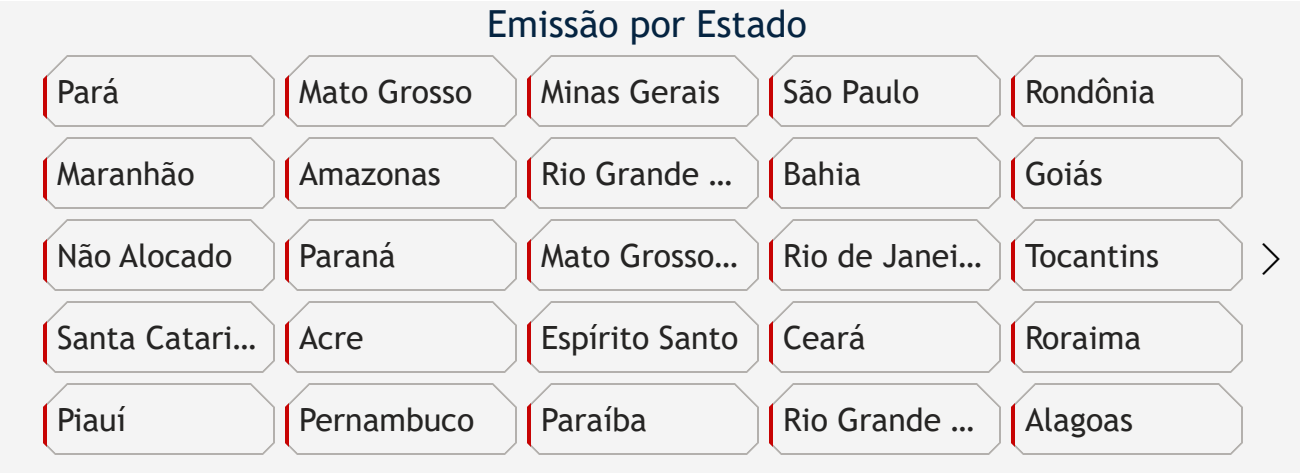 Emissão por Estado
Pará Mato Grosso Minas Gerais São Paulo Rondônia
Maranhão Amazonas Rio Grande ... Bahia Goiás
Não Alocado Paraná Mato Grosso... Rio de Janei... Tocantins
Santa Catari... Acre Espírito Santo Ceará Roraima
Piauí Pernambuco Paraíba Rio Grande ... Alagoas